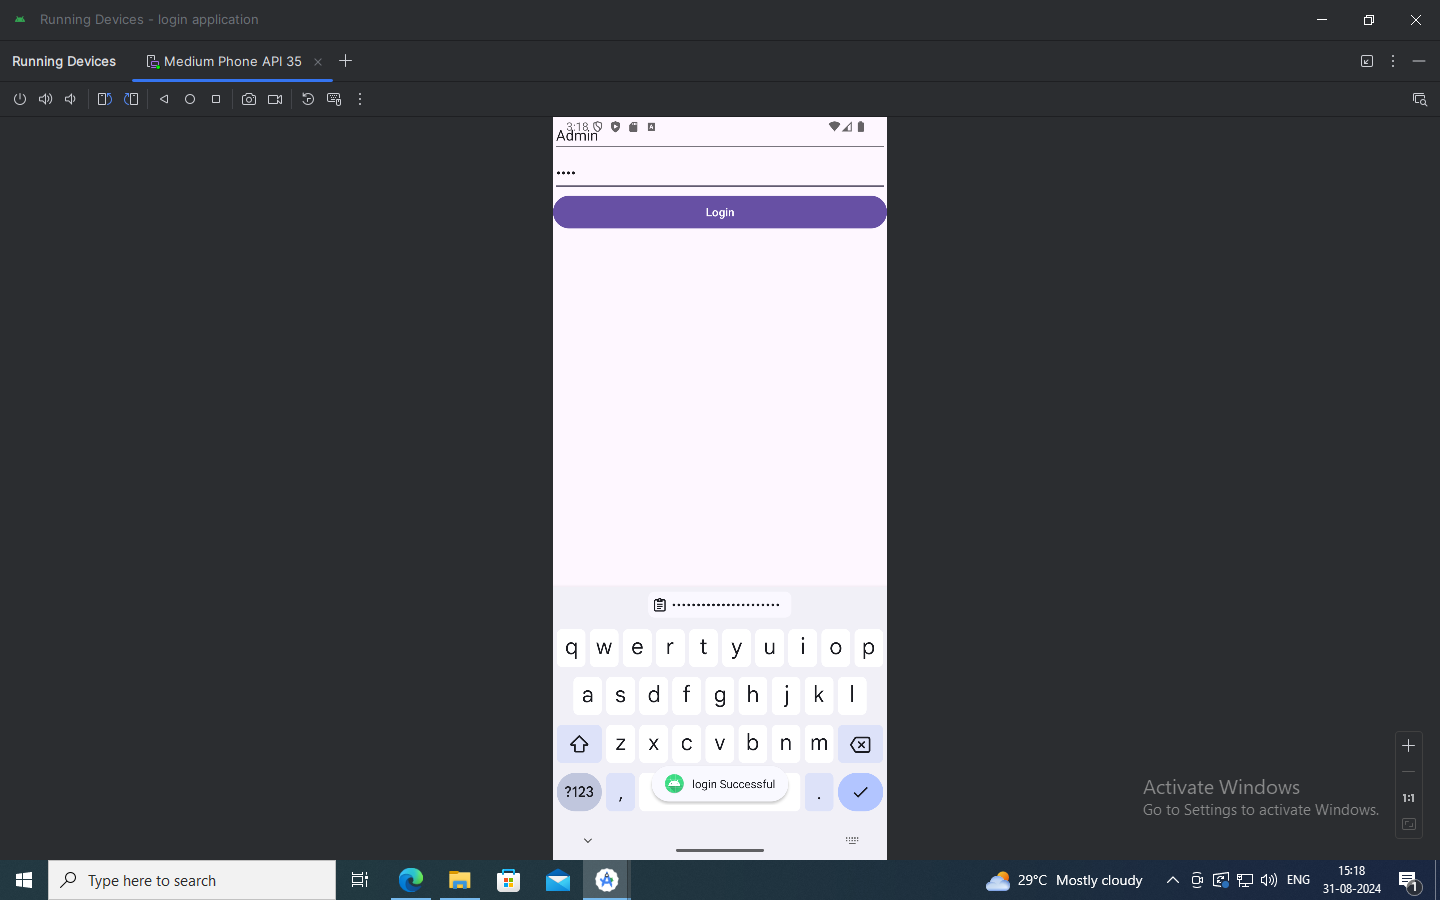 Running Devices - login application
Running Devices
Medium Phone API 35
3:18
Admin
••••
Login
••••••••••••••••••••••
q w e r t y u i o p
a s d f g h j k l
z x c v b n m
?123 , login Successful .
1:1
Activate Windows
Go to Settings to activate Windows.
Type here to search
29°C Mostly cloudy
ENG
15:18
31-08-2024
1